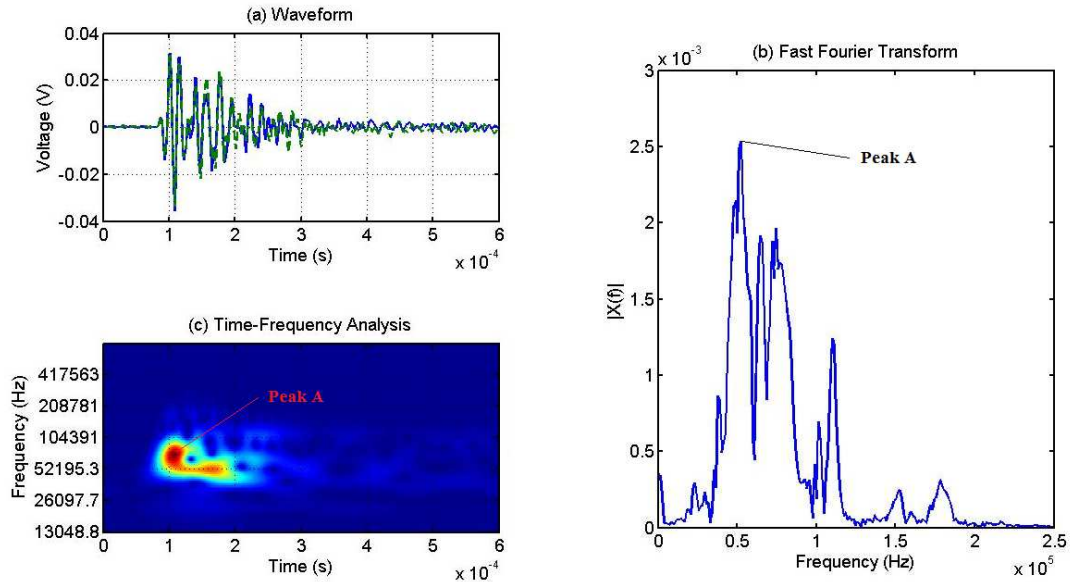 (a) Waveform
0.04
0.02
0
-0.02
-0.04
Voltage (V)
0 1 2 3 4 5 6
Time (s)
x 10⁻⁴
(c) Time-Frequency Analysis
417563
208781
104391
52195.3
26097.7
13048.8
Frequency (Hz)
Peak A
0 1 2 3 4 5 6
Time (s)
x 10⁻⁴
x 10⁻³
(b) Fast Fourier Transform
3
2.5
2
1.5
1
0.5
0
|X(f)|
Peak A
0 0.5 1 1.5 2 2.5
Frequency (Hz)
x 10⁵